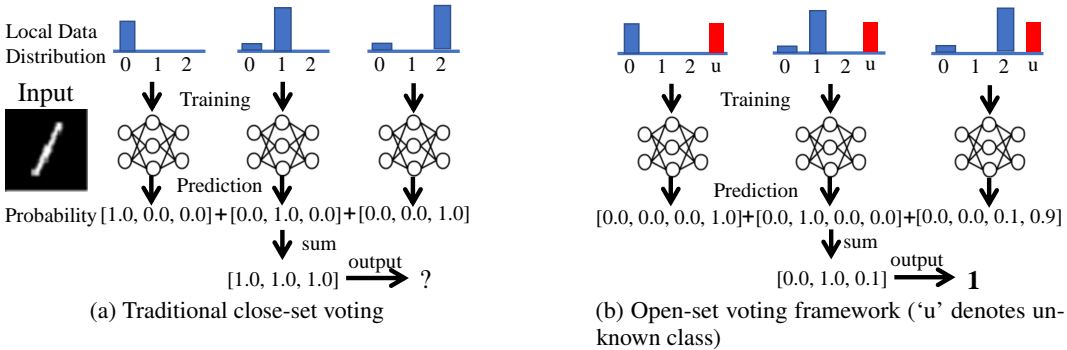 Local Data
Distribution
0 1 2
0 1 2
0 1 2
Input
Training
Prediction
Probability [1.0, 0.0, 0.0] + [0.0, 1.0, 0.0] + [0.0, 0.0, 1.0]
sum
[1.0, 1.0, 1.0] output ?
(a) Traditional close-set voting
0 1 2 u
0 1 2 u
0 1 2 u
Training
Prediction
[0.0, 0.0, 0.0, 1.0] + [0.0, 1.0, 0.0, 0.0] + [0.0, 0.0, 0.1, 0.9]
sum
[0.0, 1.0, 0.1] output 1
(b) Open-set voting framework (‘u’ denotes un-
known class)